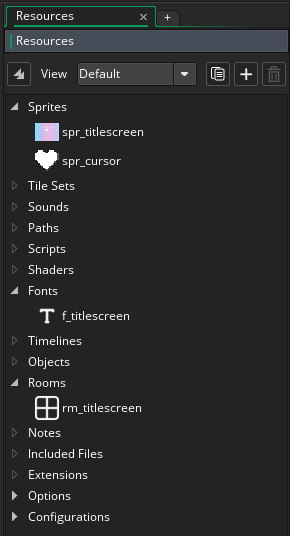 Resources
Resources
View Default
Sprites
spr_titlescreen
spr_cursor
Tile Sets
Sounds
Paths
Scripts
Shaders
Fonts
f_titlescreen
Timelines
Objects
Rooms
rm_titlescreen
Notes
Included Files
Extensions
Options
Configurations